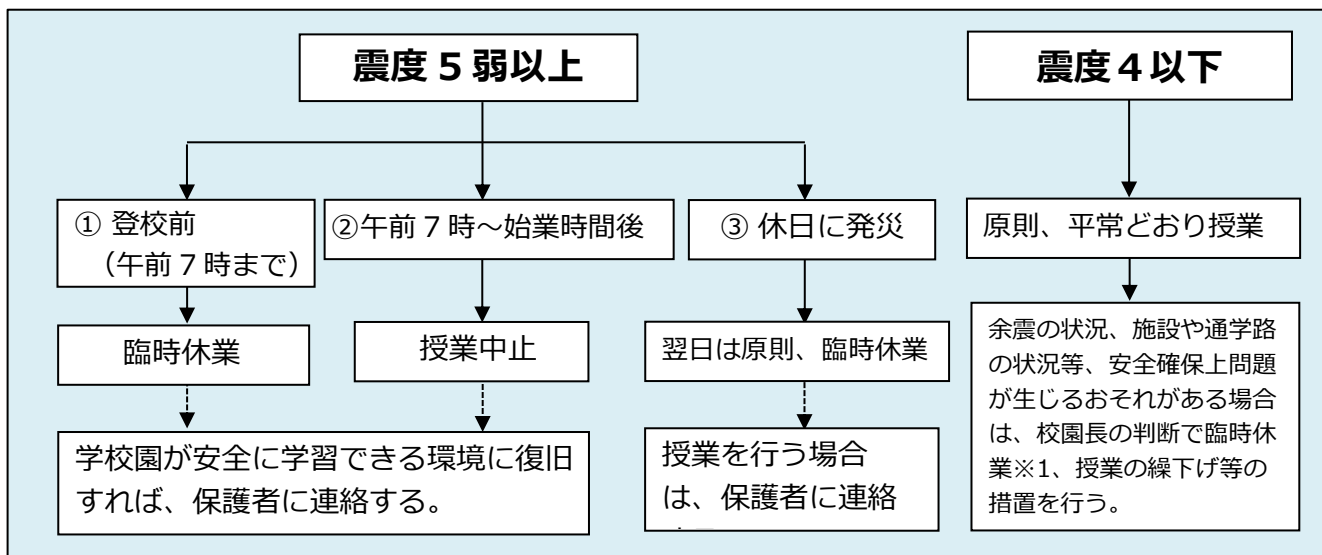 震度５弱以上
震度４以下
① 登校前
（午前７時まで）
②午前７時～始業時間後
③ 休日に発災
原則、平常どおり授業
臨時休業
授業中止
翌日は原則、臨時休業
余震の状況、施設や通学路
の状況等、安全確保上問題
が生じるおそれがある場合
は、校園長の判断で臨時休
業※1、授業の繰下げ等の
措置を行う。
学校園が安全に学習できる環境に復旧
すれば、保護者に連絡する。
授業を行う場合
は、保護者に連絡